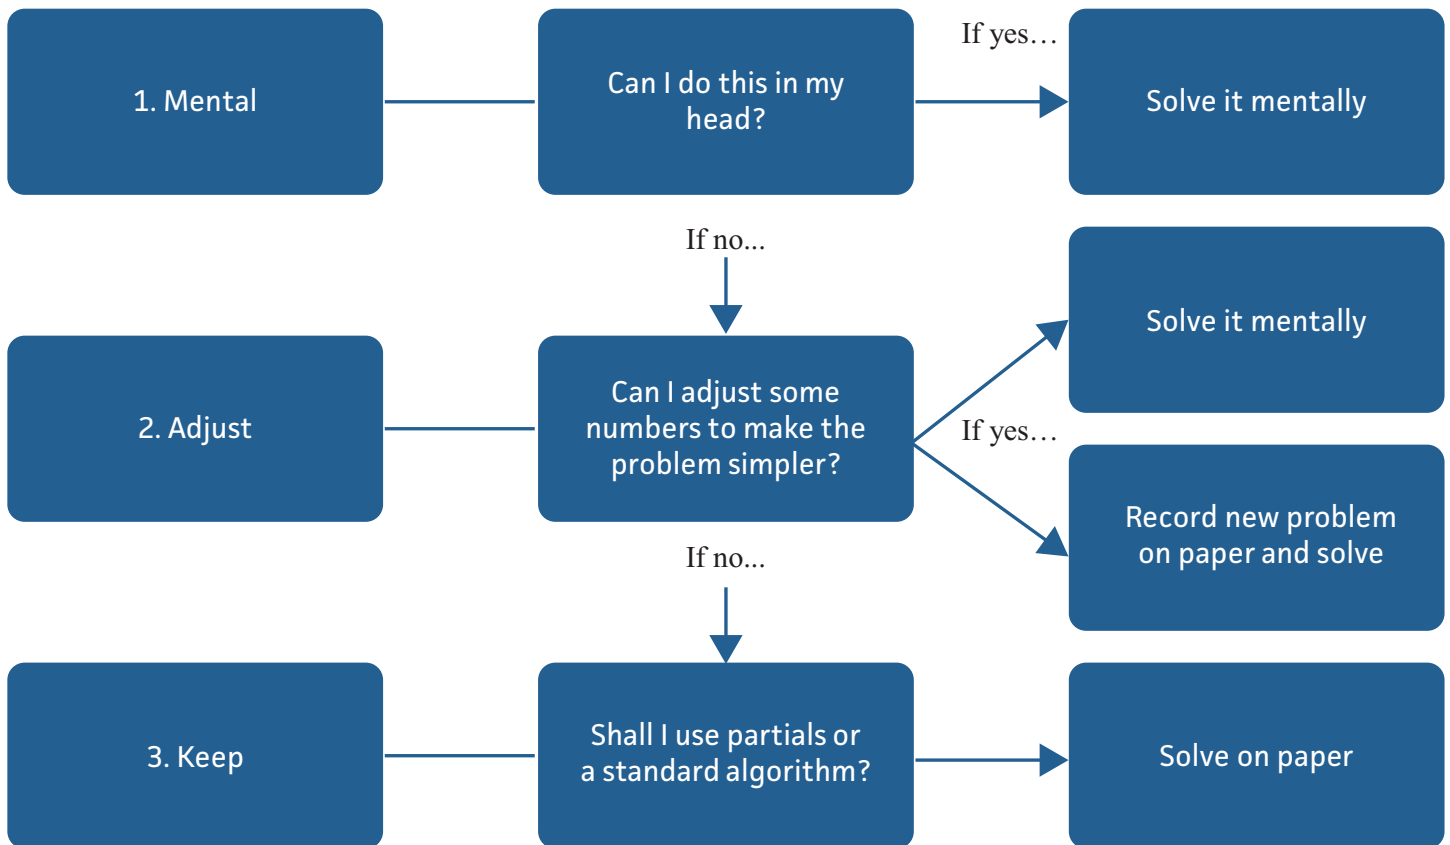 1. Mental
Can I do this in my
head?
If yes…
Solve it mentally
If no...
2. Adjust
Can I adjust some
numbers to make the
problem simpler?
If yes…
Solve it mentally
Record new problem
on paper and solve
If no...
3. Keep
Shall I use partials or
a standard algorithm?
Solve on paper